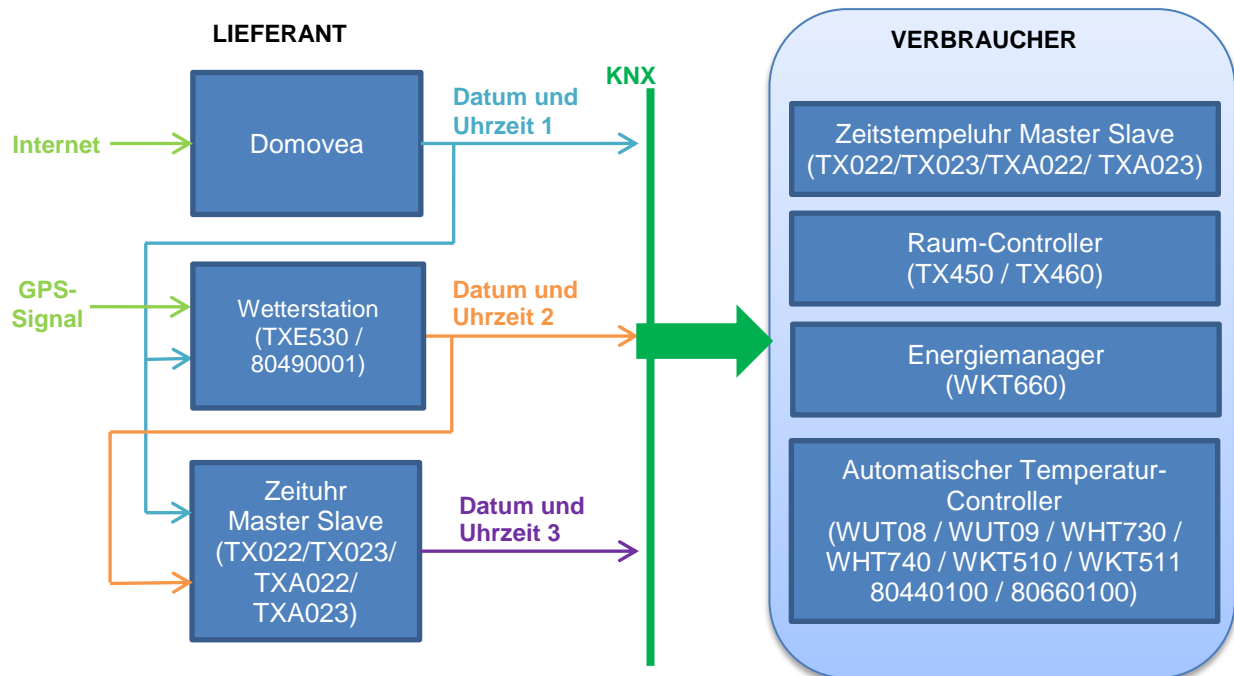 LIEFERANT
VERBRAUCHER
KNX
Internet
Domovea
Datum und
Uhrzeit 1
GPS-
Signal
Wetterstation
(TXE530 /
80490001)
Datum und
Uhrzeit 2
Zeituhr
Master Slave
(TX022/TX023/
TXA022/
TXA023)
Datum und
Uhrzeit 3
Zeitstempeluhr Master Slave
(TX022/TX023/TXA022/ TXA023)
Raum-Controller
(TX450 / TX460)
Energiemanager
(WKT660)
Automatischer Temperatur-
Controller
(WUT08 / WUT09 / WHT730 /
WHT740 / WKT510 / WKT511
80440100 / 80660100)